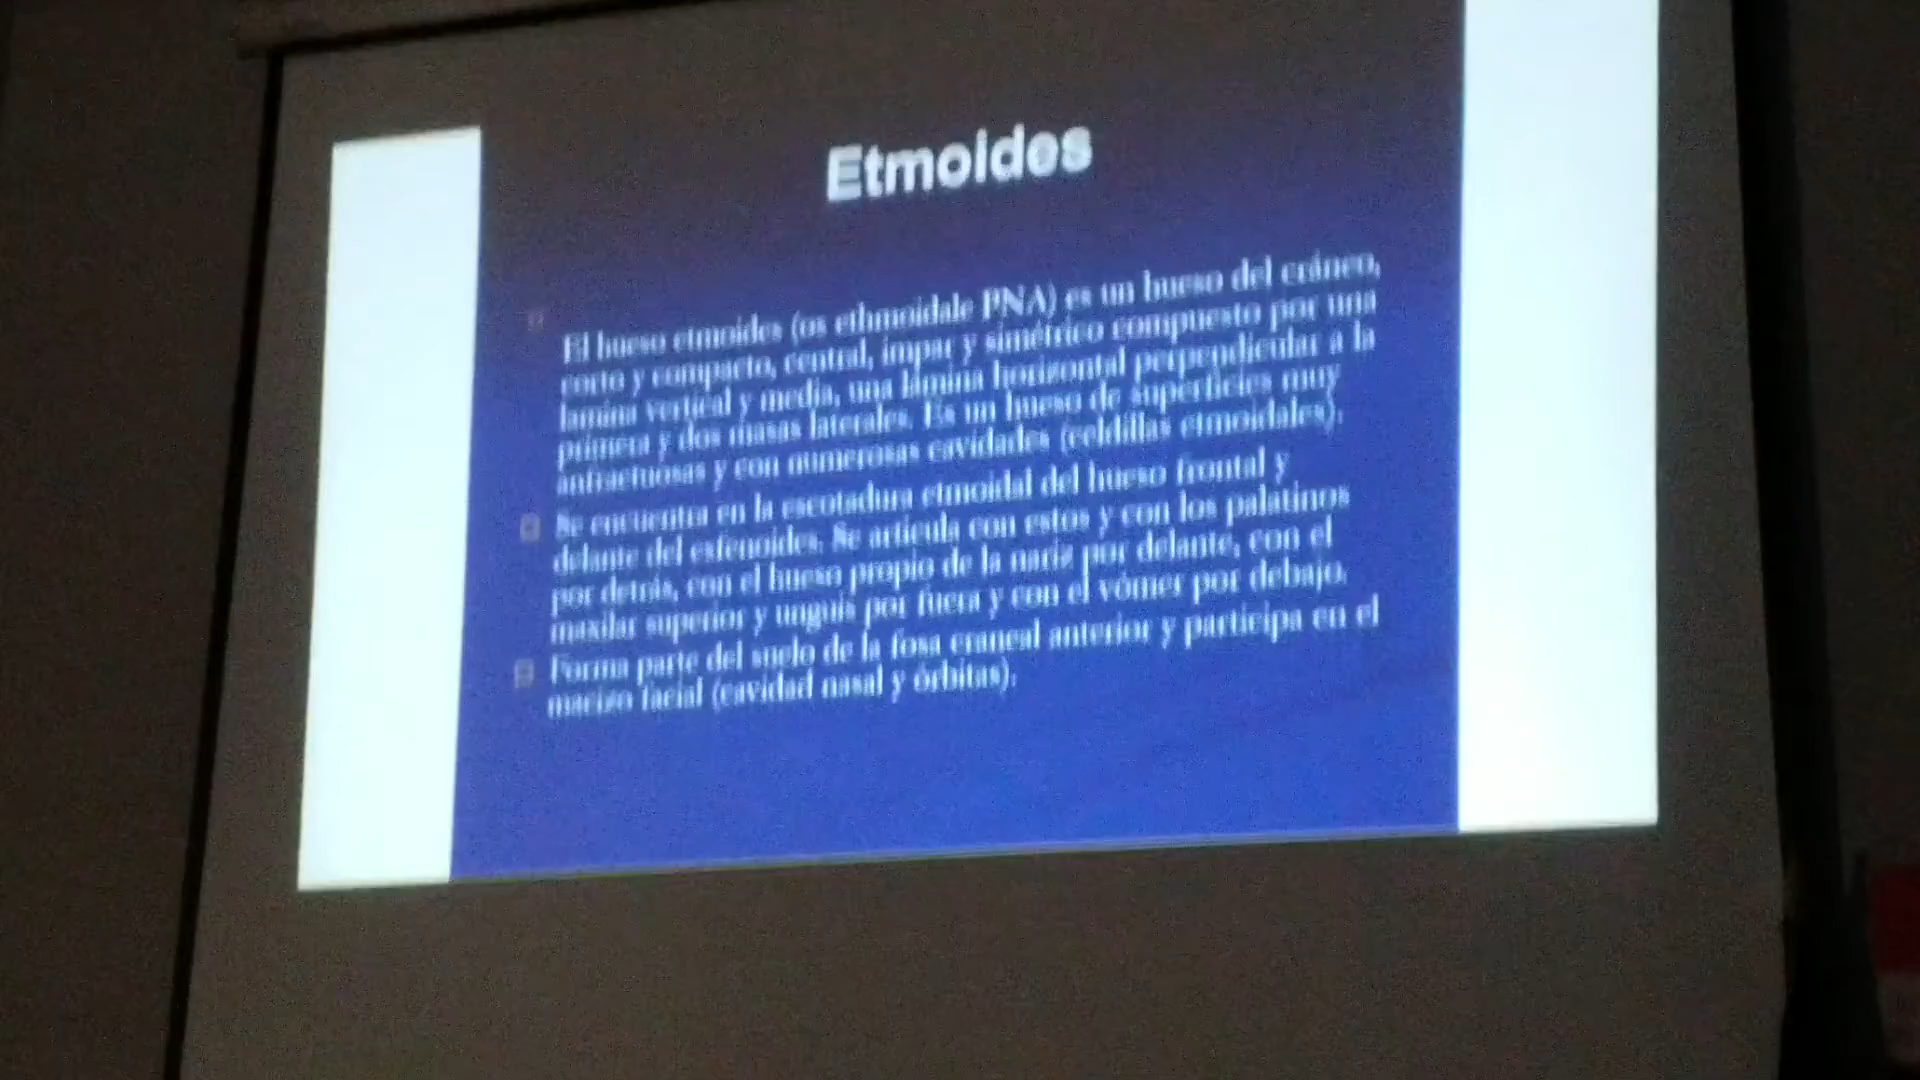 Etmoides
El hueso etmoides (os ethmoidale PNA) es un hueso del cráneo,
corto y compacto, central, impar y simétrico compuesto por una
lamina vertical y media, una lámina horizontal perpendicular a la
primera y dos masas laterales. Es un hueso de superficies muy
anfractuosas y con numerosas cavidades (celdillas etmoidales).
Se encuentra en la escotadura etmoidal del hueso frontal y
delante del esfenoides. Se articula con estos y con los palatinos
por detrás, con el hueso propio de la nariz por delante, con el
maxilar superior y unguis por fuera y con el vómer por debajo.
Forma parte del suelo de la fosa craneal anterior y participa en el
macizo facial (cavidad nasal y órbitas).